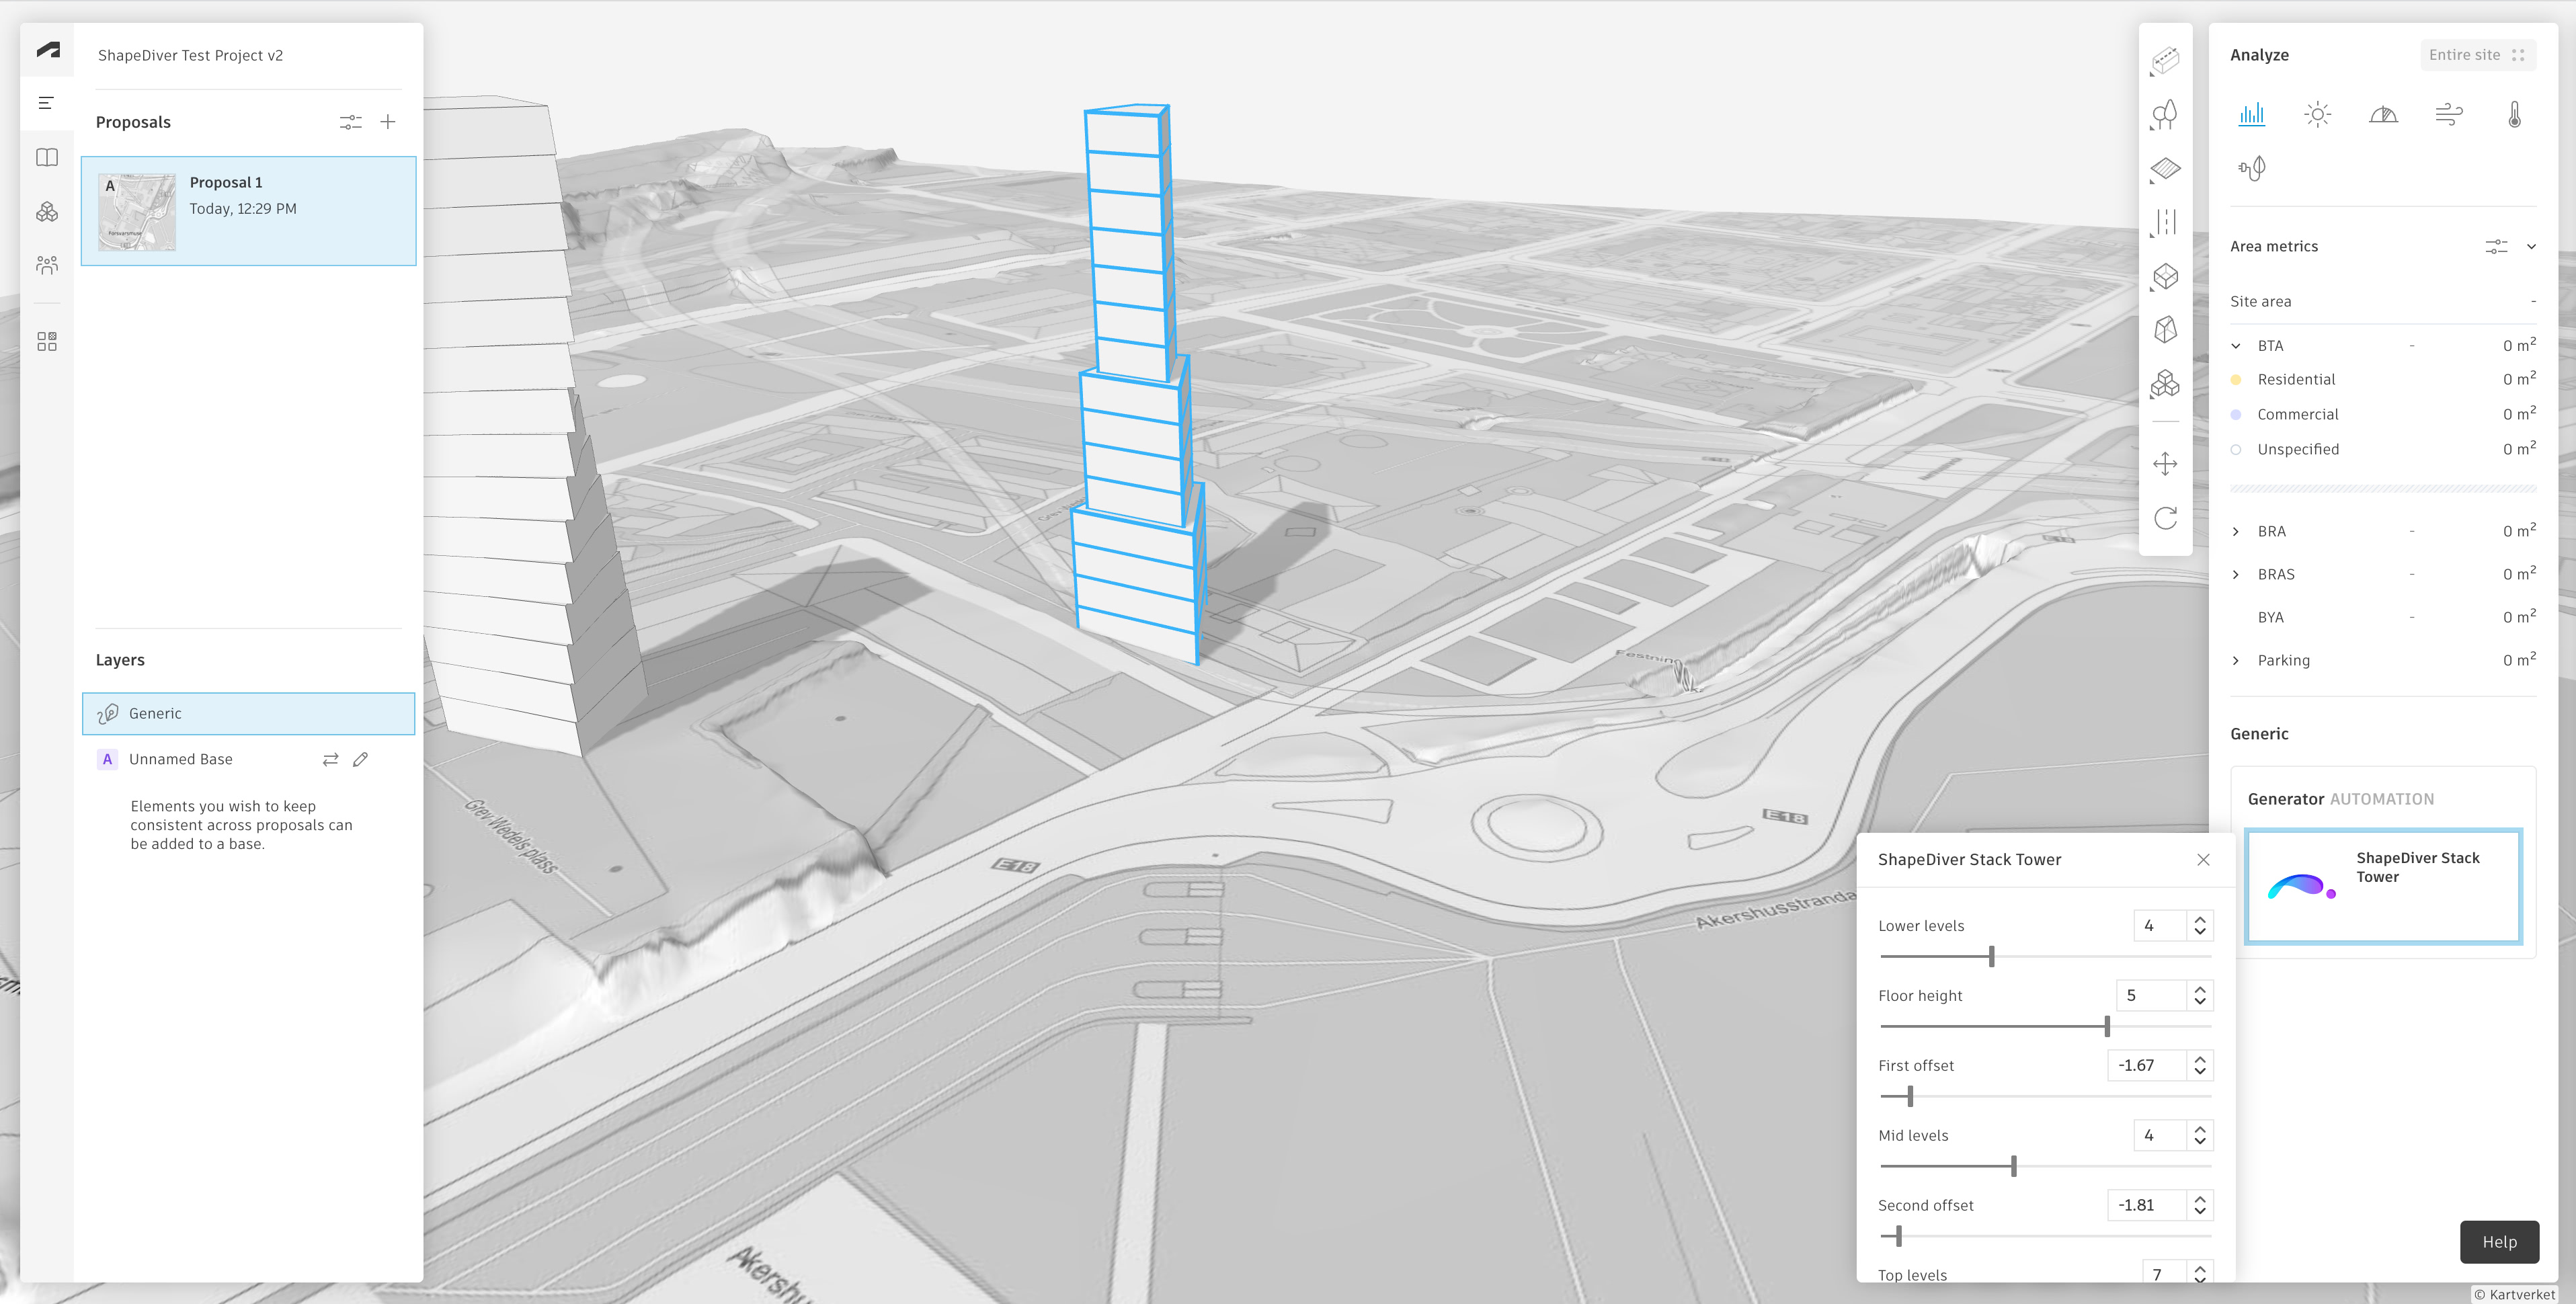 ShapeDiver Test Project v2
Proposals
A
Proposal 1
Today, 12:29 PM
Layers
Generic
A Unnamed Base
Elements you wish to keep
consistent across proposals can
be added to a base.
Grev Wedels plass
E18
E18
Festning
Akershusstranda
Akershu
Analyze
Entire site
Area metrics
Site area -
BTA - 0 m²
Residential 0 m²
Commercial 0 m²
Unspecified 0 m²
BRA - 0 m²
BRAS - 0 m²
BYA - 0 m²
Parking 0 m²
Generic
Generator AUTOMATION
ShapeDiver Stack
Tower
ShapeDiver Stack Tower
Lower levels 4
Floor height 5
First offset -1.67
Mid levels 4
Second offset -1.81
Top levels 7
Help
© Kartverket